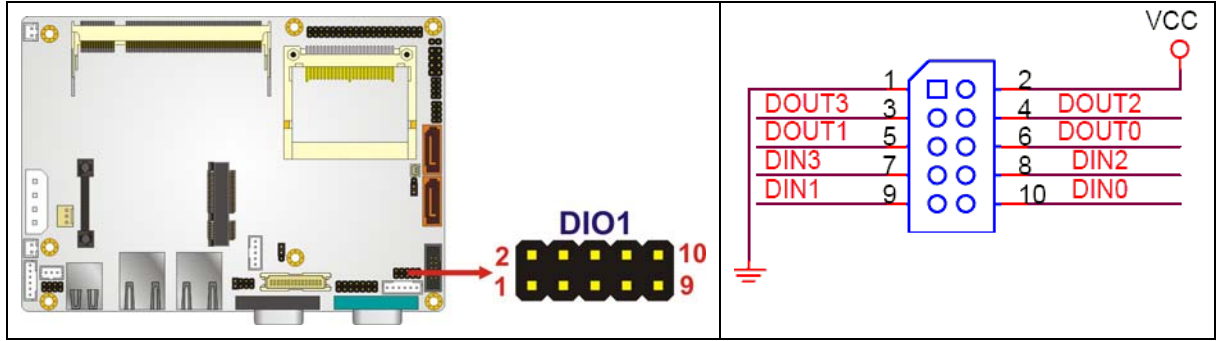 DIO1
2 10
1 9
VCC
1 2
DOUT3 3 4 DOUT2
DOUT1 5 6 DOUT0
DIN3 7 8 DIN2
DIN1 9 10 DIN0